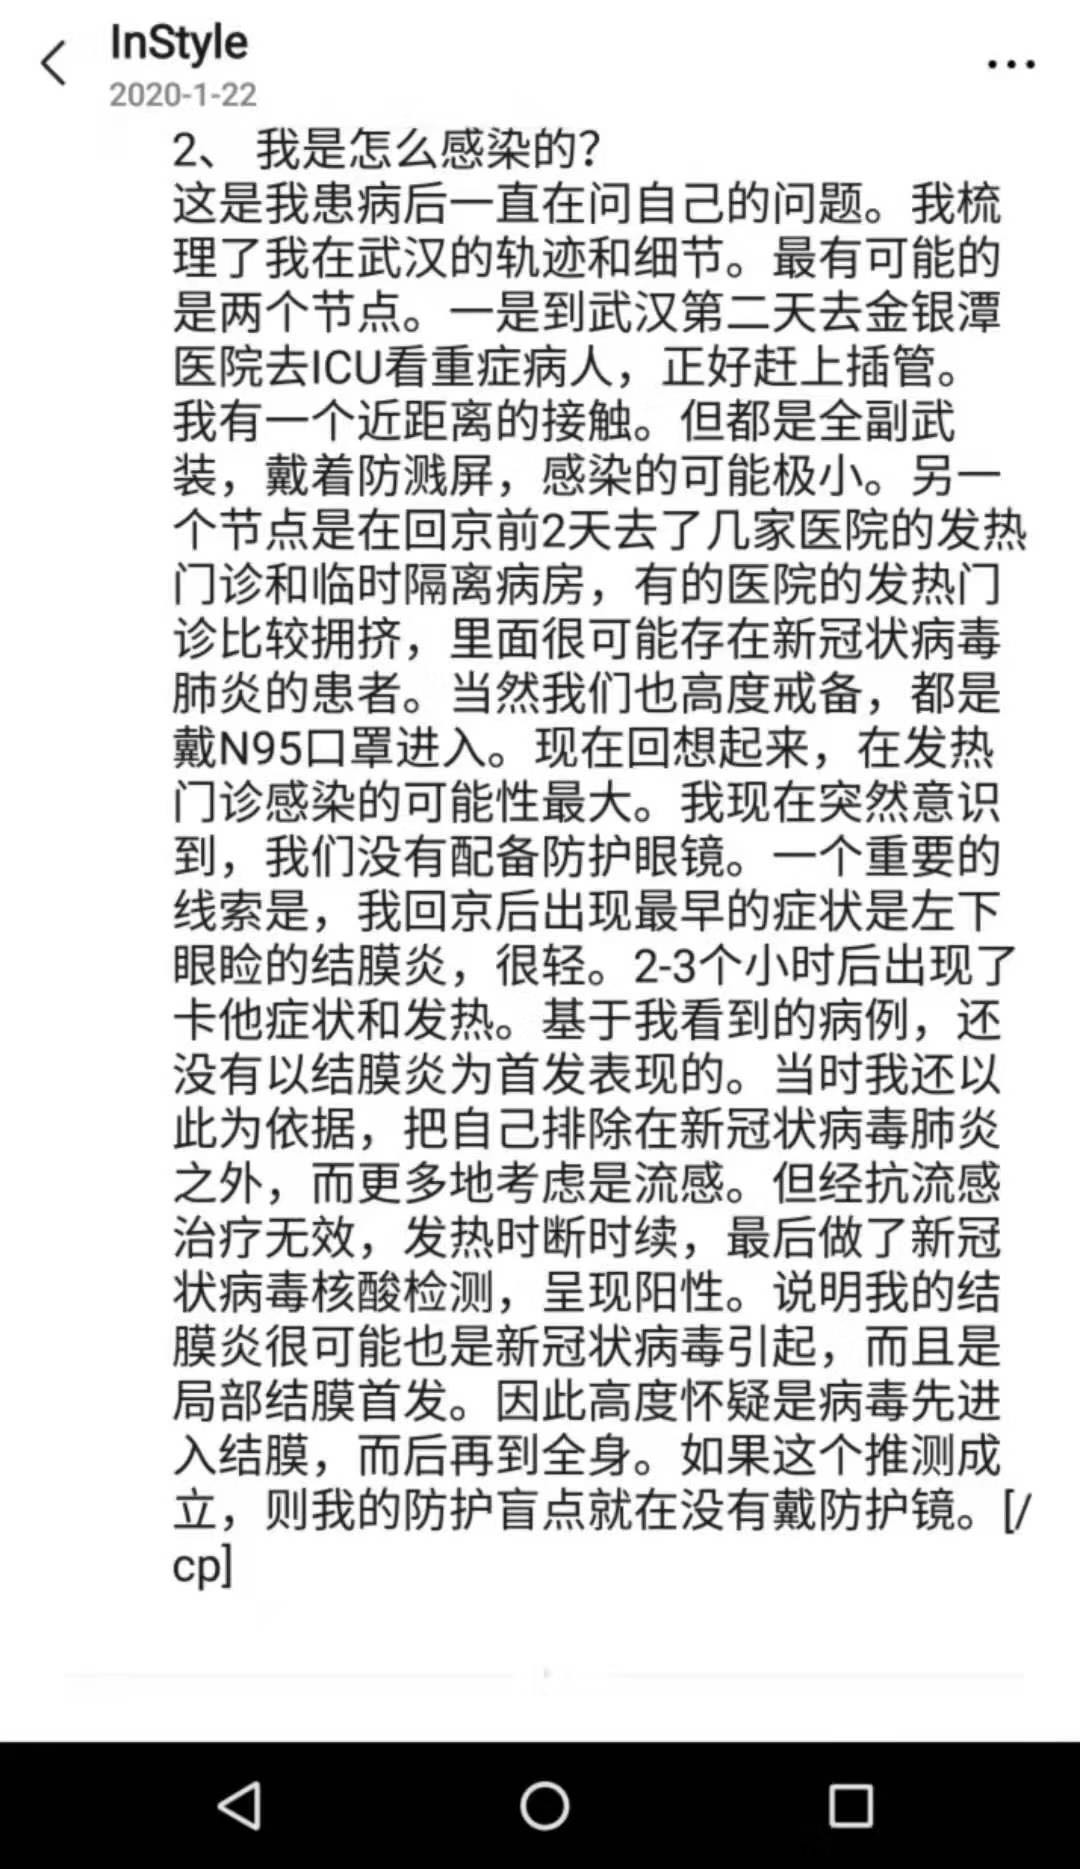 InStyle
2020-1-22
2、 我是怎么感染的？
这是我患病后一直在问自己的问题。我梳
理了我在武汉的轨迹和细节。最有可能的
是两个节点。一是到武汉第二天去金银潭
医院去ICU看重症病人，正好赶上插管。
我有一个近距离的接触。但都是全副武
装，戴着防溅屏，感染的可能极小。另一
个节点是在回京前2天去了几家医院的发热
门诊和临时隔离病房，有的医院的发热门
诊比较拥挤，里面很可能存在新冠状病毒
肺炎的患者。当然我们也高度戒备，都是
戴N95口罩进入。现在回想起来，在发热
门诊感染的可能性最大。我现在突然意识
到，我们没有配备防护眼镜。一个重要的
线索是，我回京后出现最早的症状是左下
眼睑的结膜炎，很轻。2-3个小时后出现了
卡他症状和发热。基于我看到的病例，还
没有以结膜炎为首发表现的。当时我还以
此为依据，把自己排除在新冠状病毒肺炎
之外，而更多地考虑是流感。但经抗流感
治疗无效，发热时断时续，最后做了新冠
状病毒核酸检测，呈现阳性。说明我的结
膜炎很可能也是新冠状病毒引起，而且是
局部结膜首发。因此高度怀疑是病毒先进
入结膜，而后再到全身。如果这个推测成
立，则我的防护盲点就在没有戴防护镜。[/
cp]